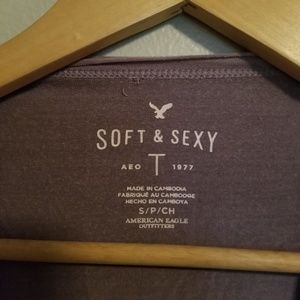 SOFT & SEXY
AEO T 1977
MADE IN CAMBODIA
FABRIQUÉ AU CAMBODGE
HECHO EN CAMBOYA
S/P/CH
AMERICAN EAGLE
OUTFITTERS